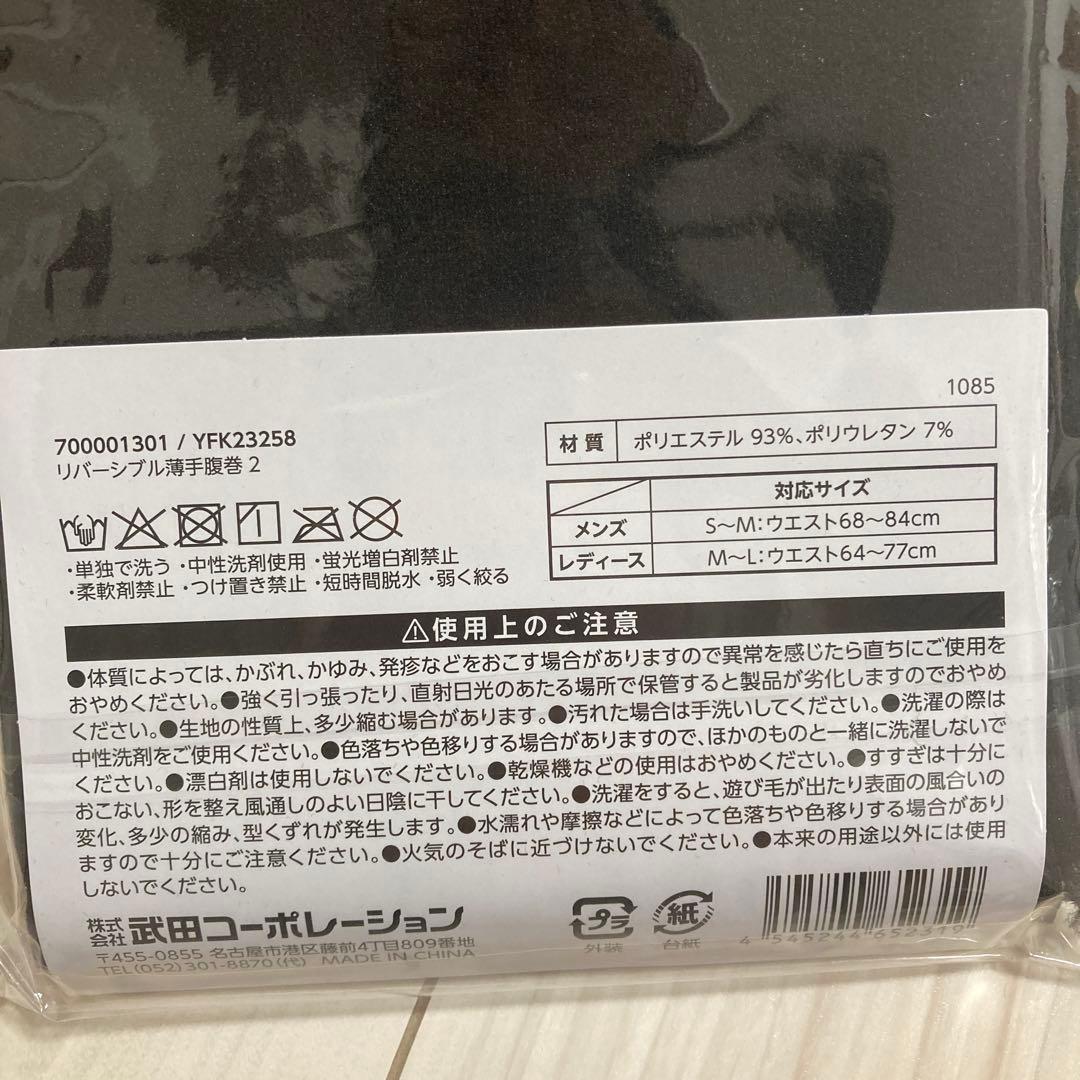 1085
700001301 / YFK23258
リバーシブル薄手腹巻 2
材 質 ポリエステル 93%、ポリウレタン 7%
対応サイズ
メンズ S〜M:ウエスト68〜84cm
レディース M〜L:ウエスト64〜77cm
・単独で洗う ・中性洗剤使用 ・蛍光増白剤禁止
・柔軟剤禁止 ・つけ置き禁止 ・短時間脱水 ・弱く絞る
⚠使用上のご注意
●体質によっては、かぶれ、かゆみ、発疹などをおこす場合がありますので異常を感じたら直ちにご使用を
おやめください。●強く引っ張ったり、直射日光のあたる場所で保管すると製品が劣化しますのでおやめ
ください。●生地の性質上、多少縮む場合があります。●汚れた場合は手洗いしてください。●洗濯の際は
中性洗剤をご使用ください。●色落ちや色移りする場合がありますので、ほかのものと一緒に洗濯しないで
ください。●漂白剤は使用しないでください。●乾燥機などの使用はおやめください。●すすぎは十分に
おこない、形を整え風通しのよい日陰に干してください。●洗濯をすると、遊び毛が出たり表面の風合いの
変化、多少の縮み、型くずれが発生します。●水濡れや摩擦などによって色落ちや色移りする場合があり
ますので十分にご注意ください。●火気のそばに近づけないでください。●本来の用途以外には使用
しないでください。
株式会社 武田コーポレーション
〒455-0855 名古屋市港区藤前4丁目809番地
TEL(052)301-8870(代) MADE IN CHINA
プラ 外装
紙 台紙
4 545244 652319